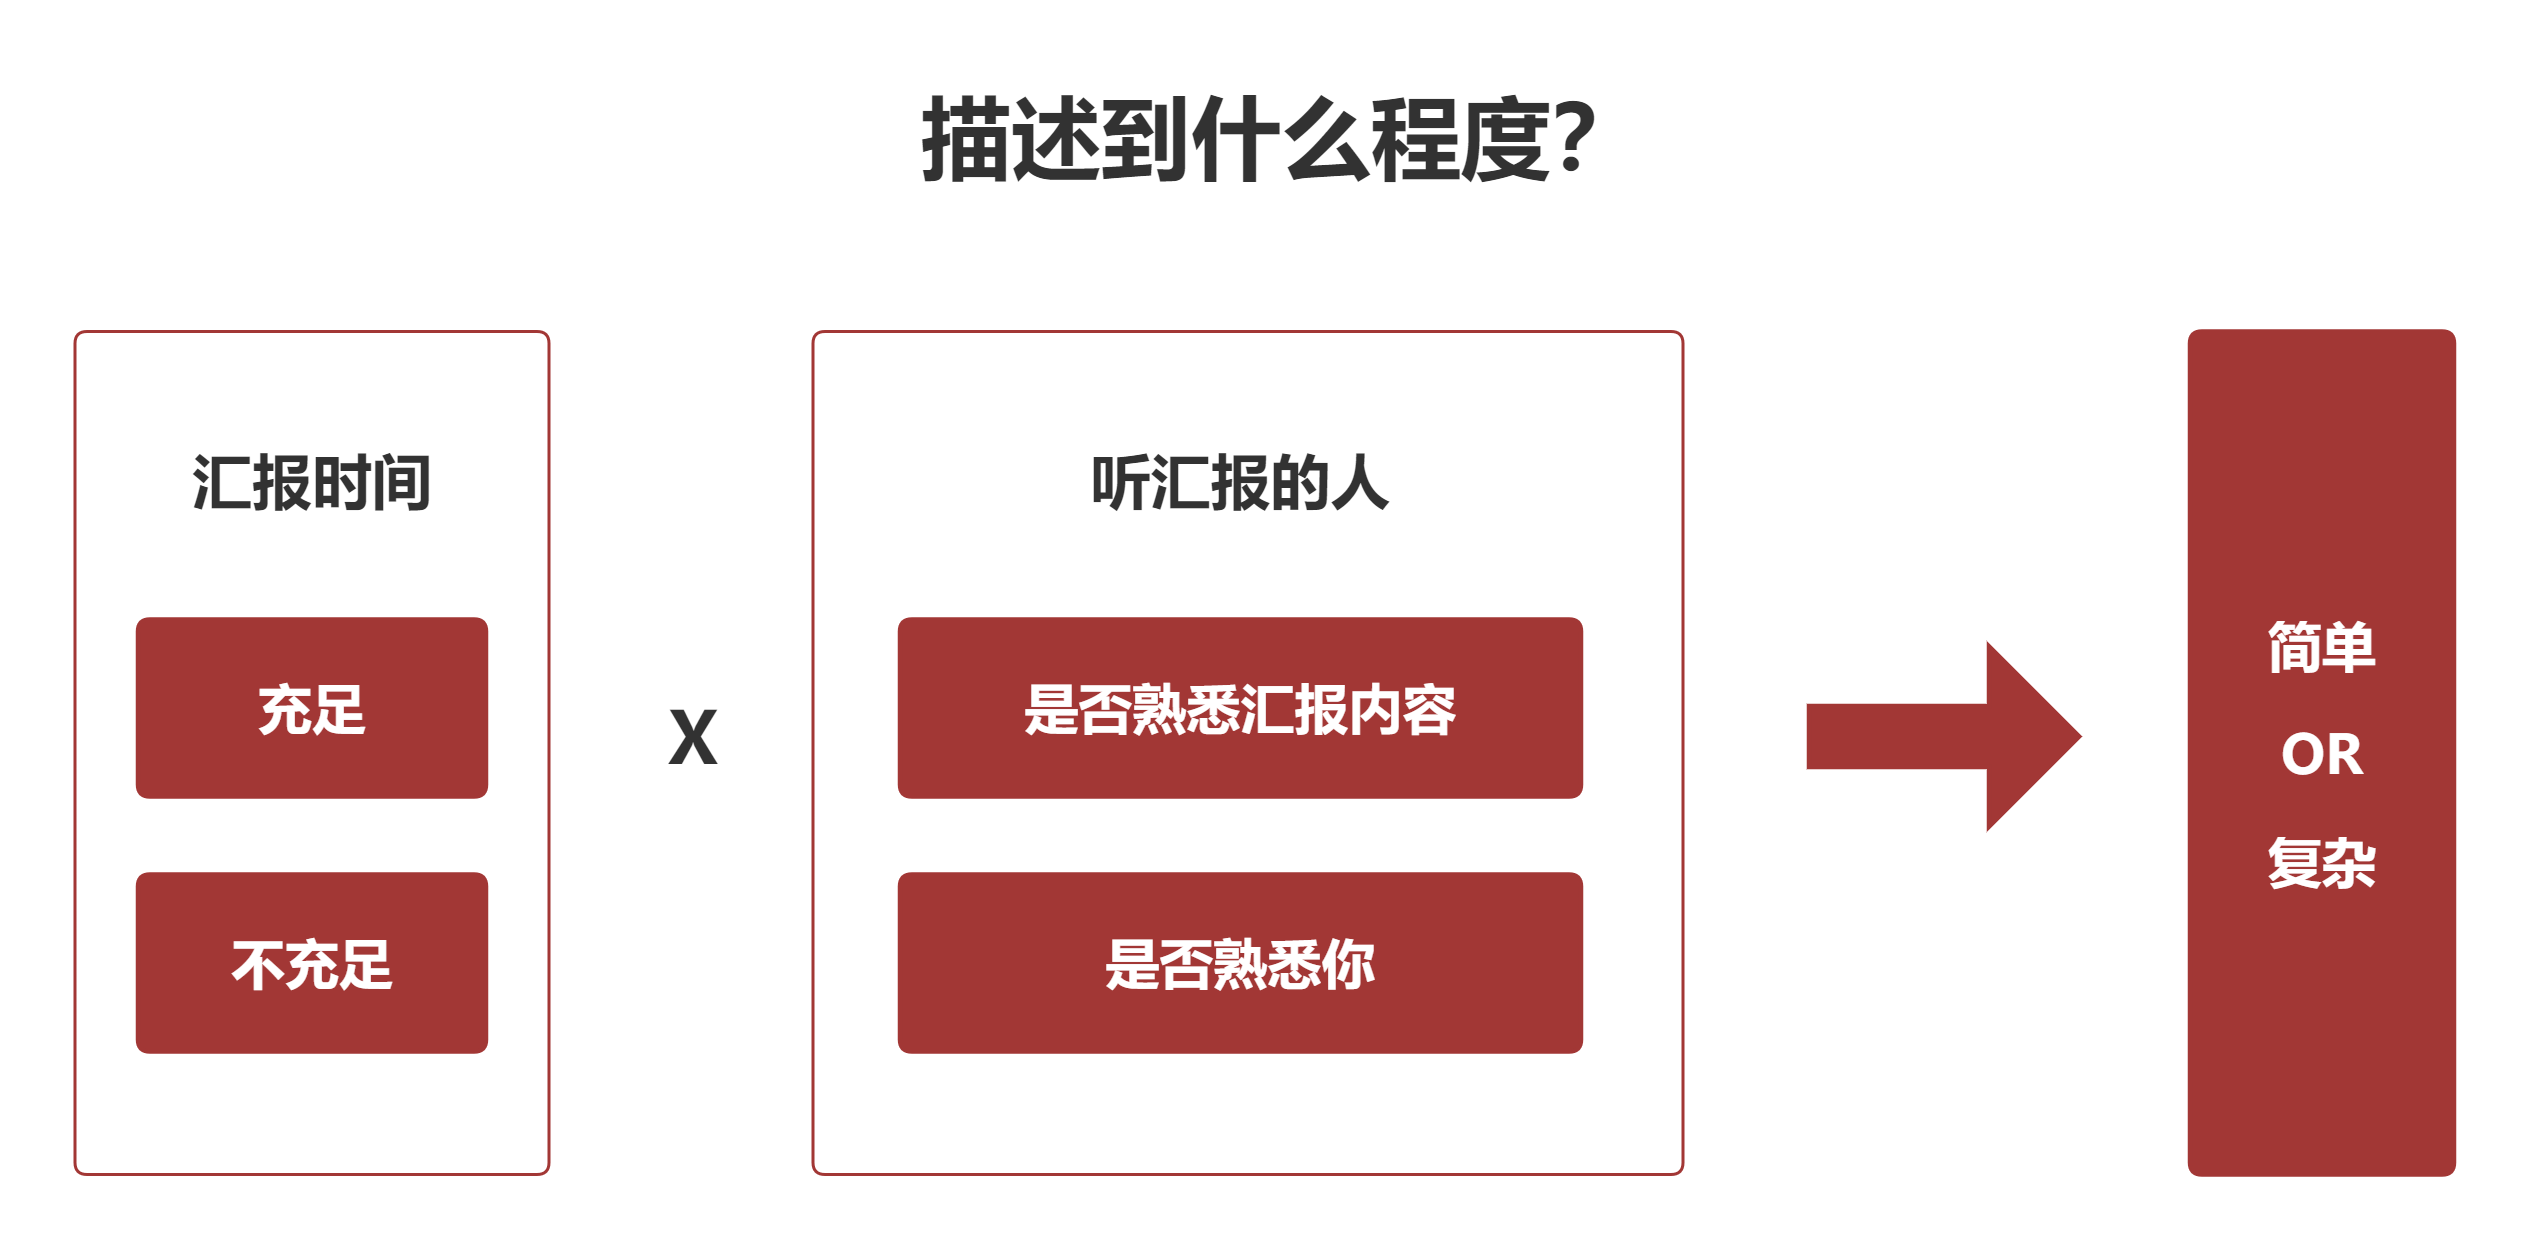 描述到什么程度?
汇报时间
充足
不充足
X
听汇报的人
是否熟悉汇报内容
是否熟悉你
简单
OR
复杂